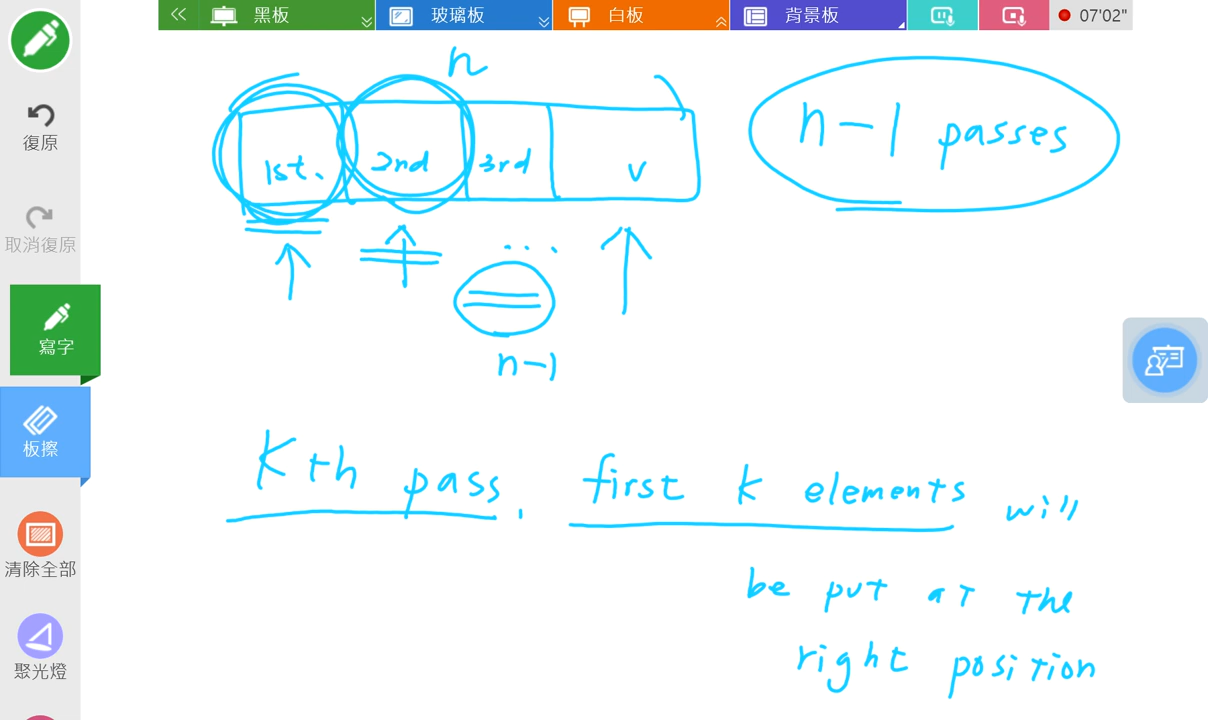 黑板 玻璃板 白板 背景板 07'02"
復原
取消復原
寫字
板擦
清除全部
聚光燈
n
1st. 2nd 3rd v
n-1 passes
...
n-1
Kth pass, first k elements will
be put at the
right position